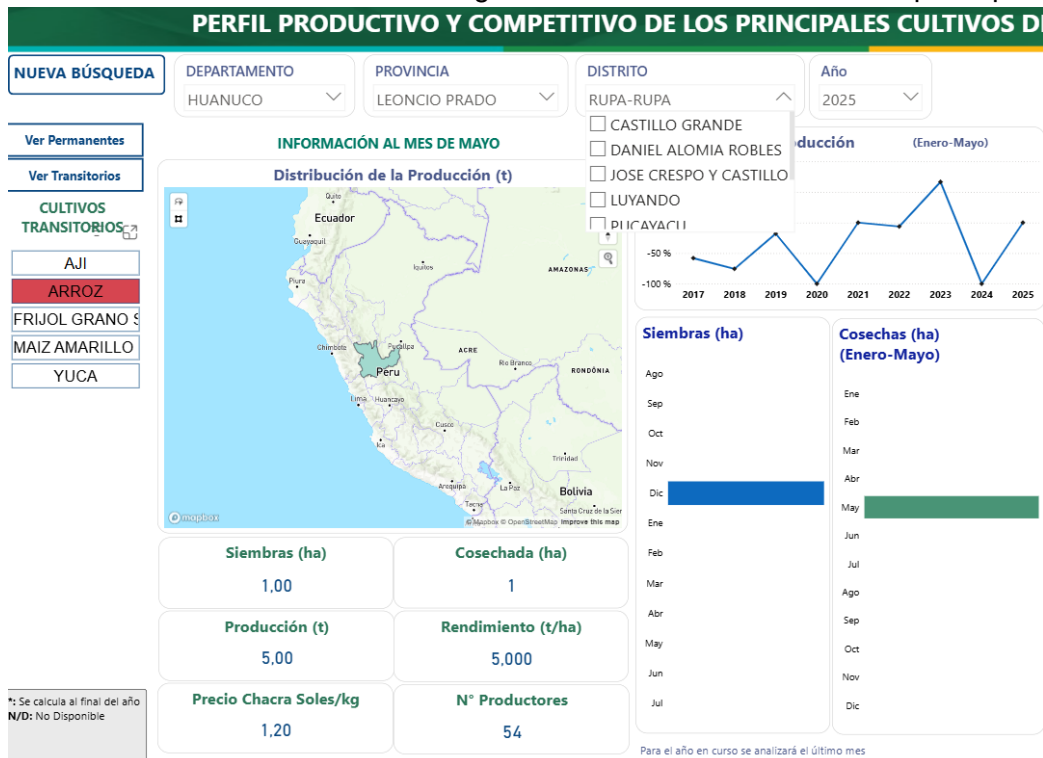 PERFIL PRODUCTIVO Y COMPETITIVO DE LOS PRINCIPALES CULTIVOS
NUEVA BÚSQUEDA
DEPARTAMENTO
HUANUCO
PROVINCIA
LEONCIO PRADO
DISTRITO
RUPA-RUPA
Año
2025
CASTILLO GRANDE
DANIEL ALOMIA ROBLES
JOSE CRESPO Y CASTILLO
LUYANDO
PUCAYACU
Ver Permanentes
Ver Transitorios
CULTIVOS
TRANSITORIOS
AJI
ARROZ
FRIJOL GRANO
MAIZ AMARILLO
YUCA
INFORMACIÓN AL MES DE MAYO
Distribución de la Producción (t)
Quito
Ecuador
Guayaquil
Iquitos
AMAZONAS
Piura
Chimbote
Pucallpa
ACRE
Rio Branco
RONDÔNIA
Peru
Lima
Huancayo
Cusco
Ica
Trinidad
Arequipa
La Paz
Bolivia
Tacna
Santa Cruz de la Sier
mapbox
© Mapbox © OpenStreetMap Improve this map
(Enero-Mayo)
-50 %
-100 %
2017 2018 2019 2020 2021 2022 2023 2024 2025
Siembras (ha)
1,00
Cosechada (ha)
1
Producción (t)
5,00
Rendimiento (t/ha)
5,000
Precio Chacra Soles/kg
1,20
N° Productores
54
Siembras (ha)
Ago
Sep
Oct
Nov
Dic
Ene
Feb
Mar
Abr
May
Jun
Jul
Cosechas (ha)
(Enero-Mayo)
Ene
Feb
Mar
Abr
May
Jun
Jul
Ago
Sep
Oct
Nov
Dic
*: Se calcula al final del año
N/D: No Disponible
Para el año en curso se analizará el último mes